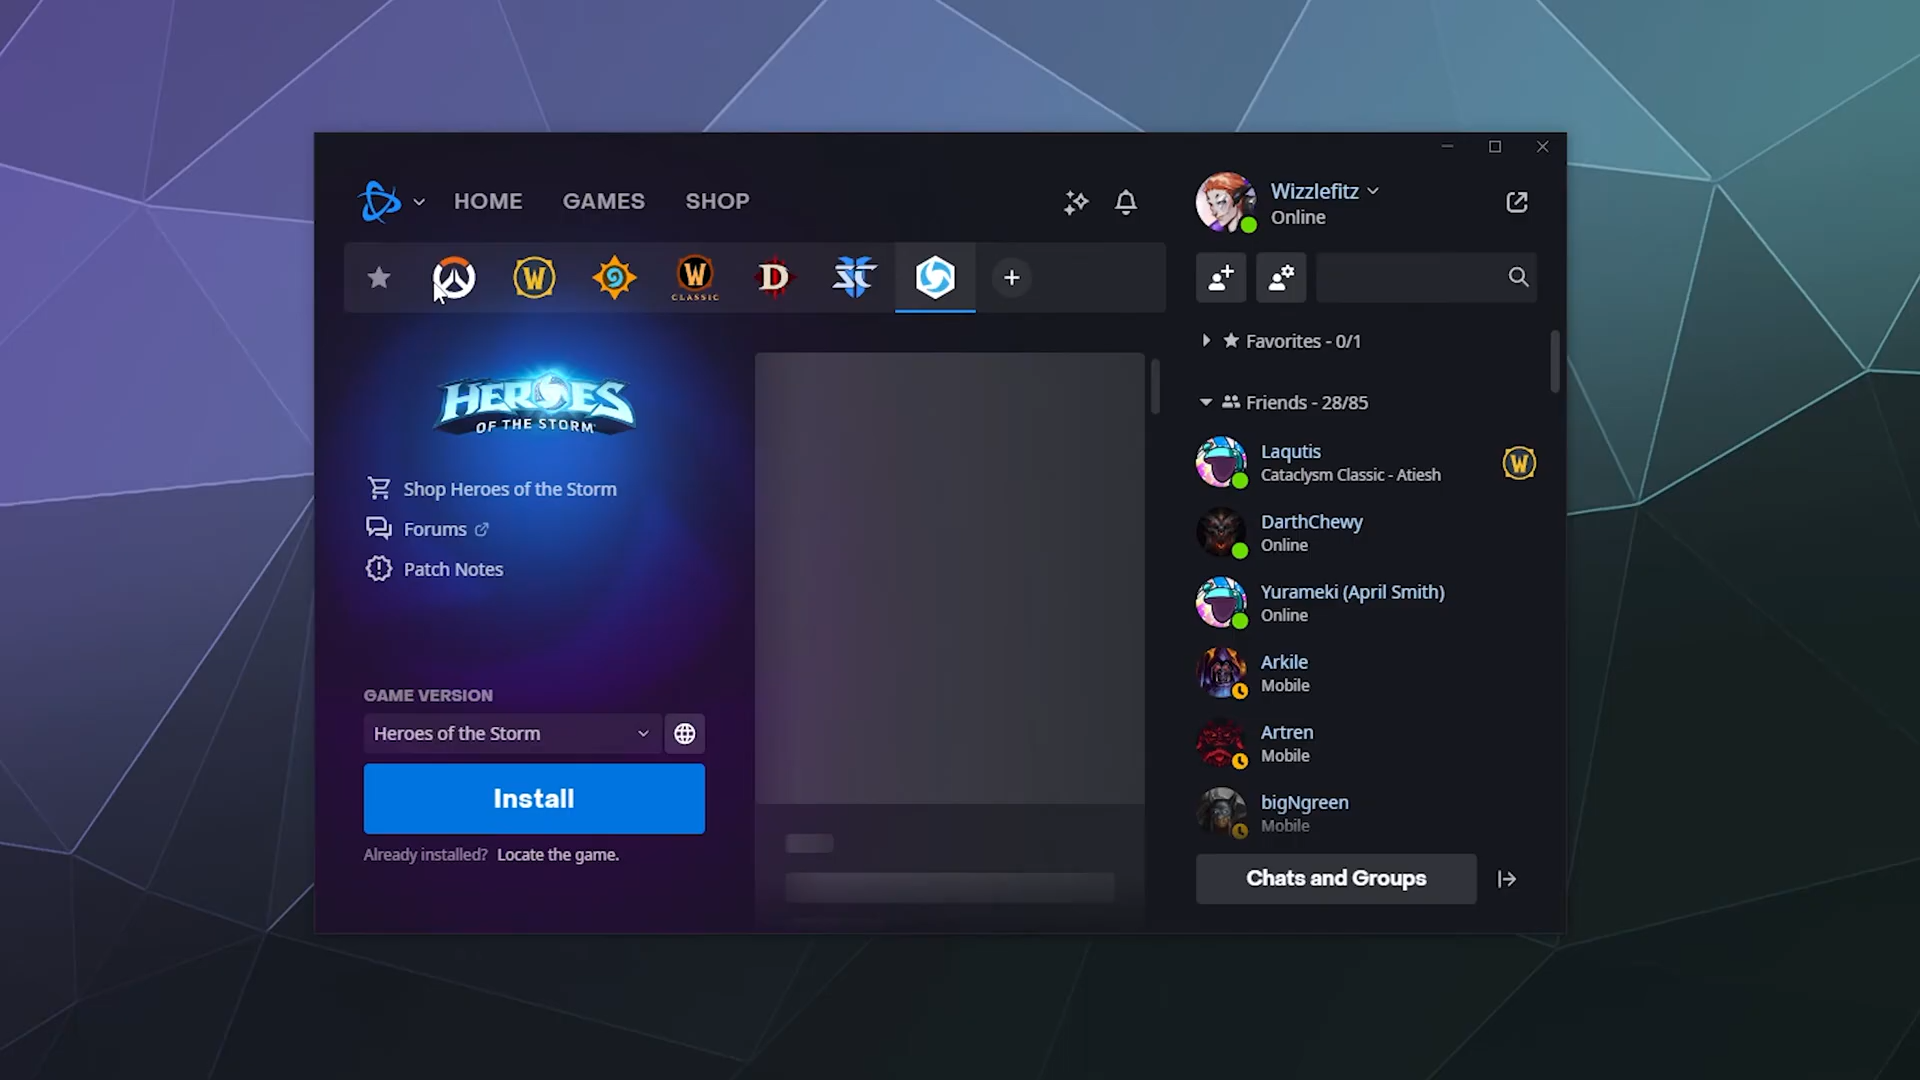 HOME GAMES SHOP
Wizzlefitz
Online
W
W
CLASSIC
D
SC
Favorites - 0/1
HEROES
OF THE STORM
Friends - 28/85
Laqutis
Cataclysm Classic - Atiesh
W
Shop Heroes of the Storm
Forums
Patch Notes
DarthChewy
Online
Yurameki (April Smith)
Online
Arkile
Mobile
GAME VERSION
Heroes of the Storm
Artren
Mobile
Install
bigNgreen
Mobile
Already installed? Locate the game.
Chats and Groups